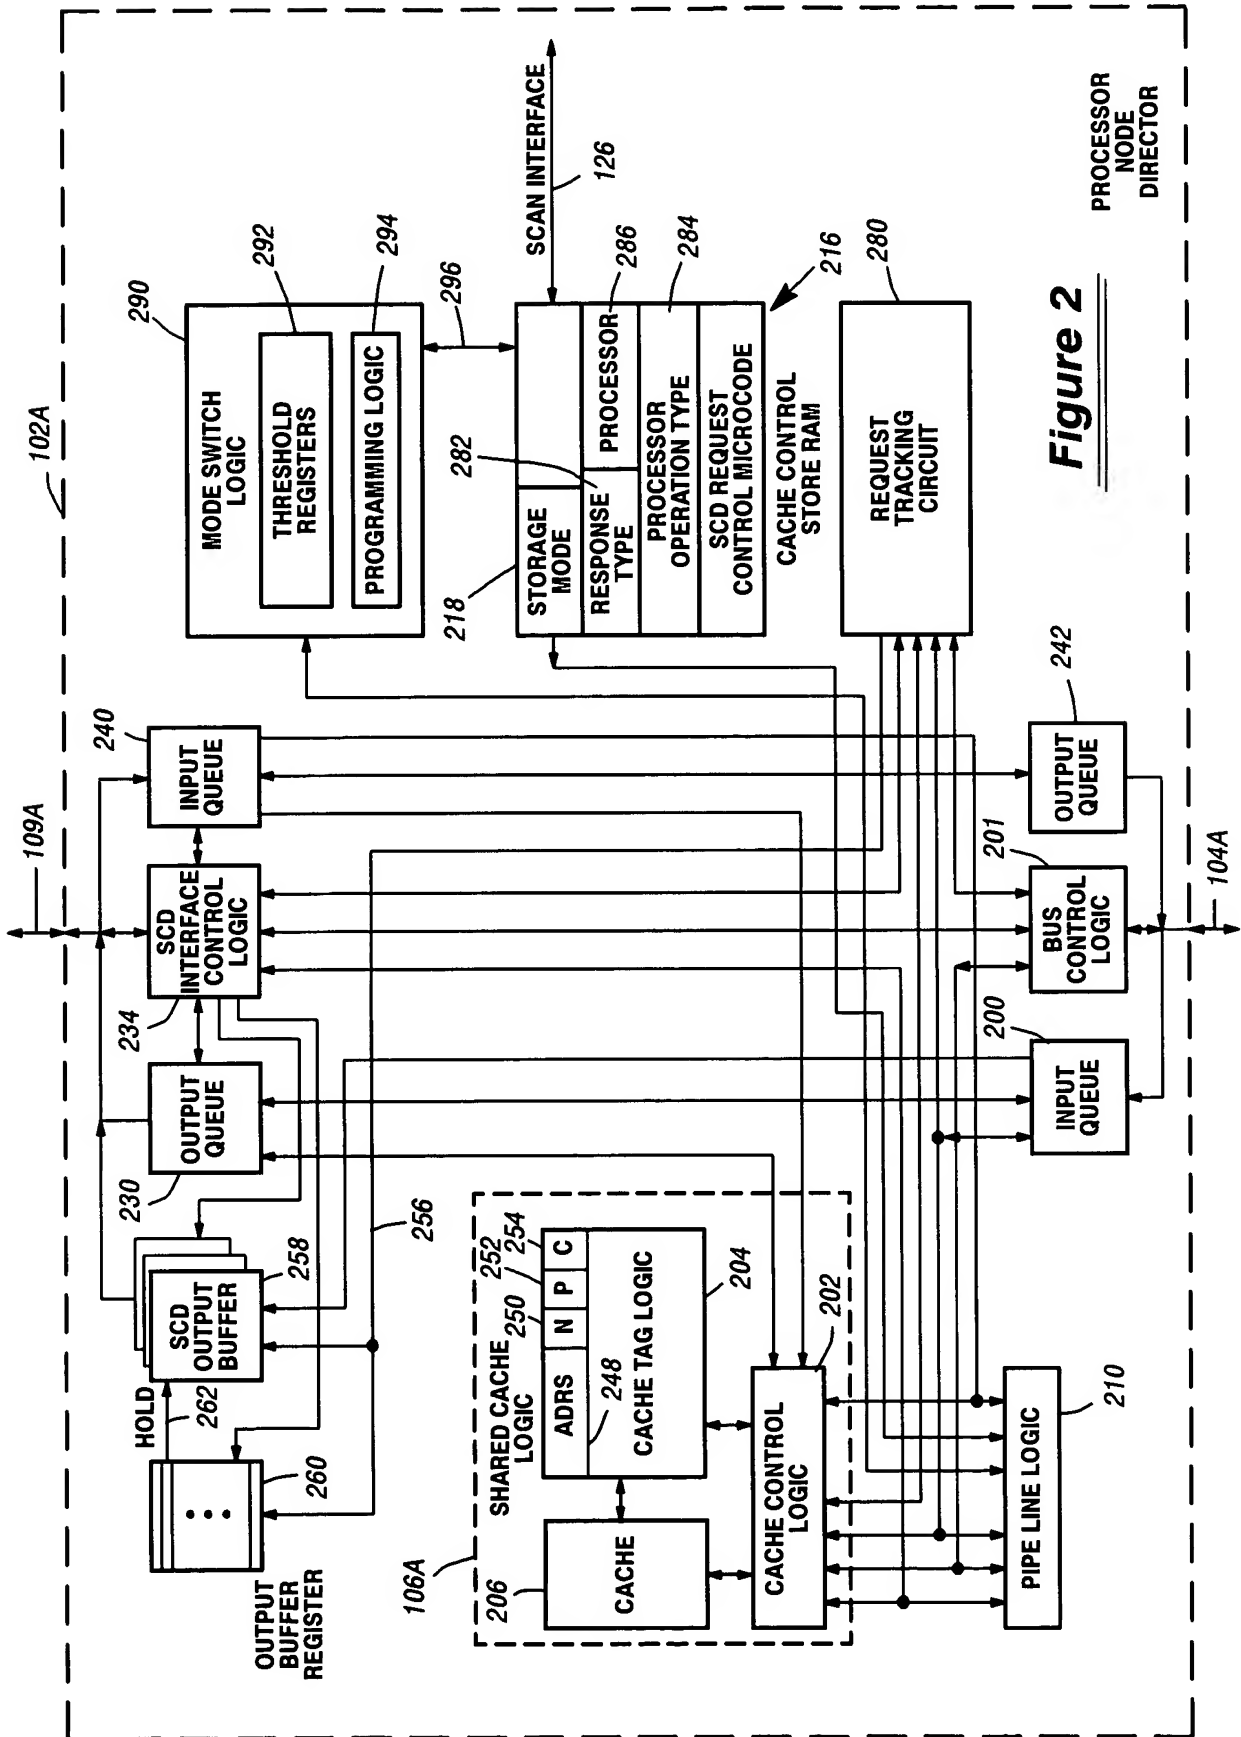 102A
109A
OUTPUT
BUFFER
REGISTER
260
HOLD
262
SCD
OUTPUT
BUFFER
258
230
OUTPUT
QUEUE
234
SCD
INTERFACE
CONTROL
LOGIC
240
INPUT
QUEUE
290
MODE SWITCH
LOGIC
THRESHOLD
REGISTERS
292
PROGRAMMING LOGIC
294
256
296
106A
SHARED CACHE
LOGIC
206
CACHE
ADRS
N
P
C
250
252
254
248
CACHE TAG LOGIC
204
CACHE CONTROL
LOGIC
202
218
STORAGE
MODE
282
RESPONSE
TYPE
PROCESSOR
286
PROCESSOR
OPERATION TYPE
284
SCD REQUEST
CONTROL MICROCODE
CACHE CONTROL
STORE RAM
216
SCAN INTERFACE
126
REQUEST
TRACKING
CIRCUIT
280
PIPE LINE LOGIC
210
INPUT
QUEUE
200
BUS
CONTROL
LOGIC
201
OUTPUT
QUEUE
242
104A
Figure 2
PROCESSOR
NODE
DIRECTOR